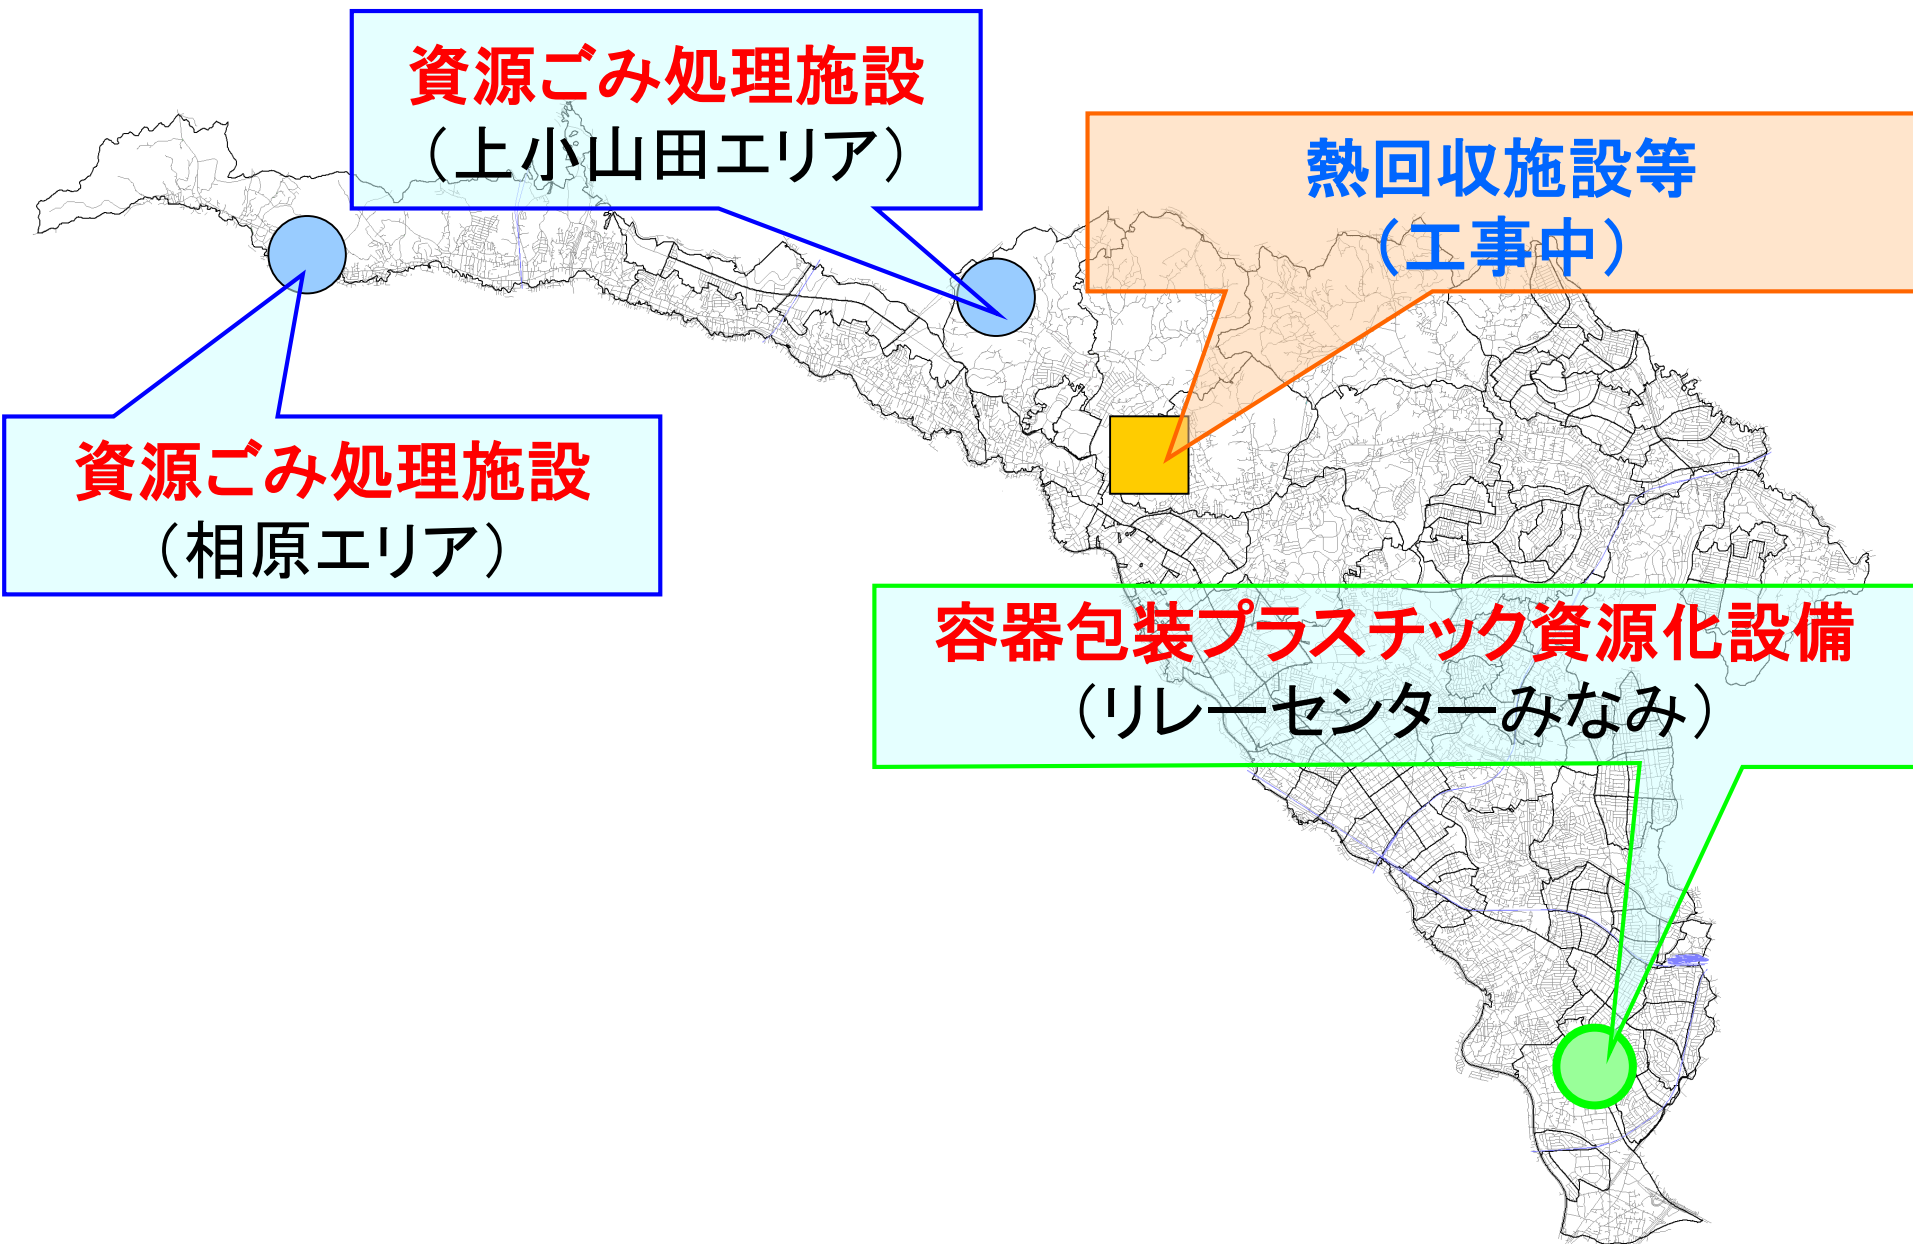 資源ごみ処理施設
（上小山田エリア）
熱回収施設等
（工事中）
資源ごみ処理施設
（相原エリア）
容器包装プラスチック資源化設備
（リレーセンターみなみ）